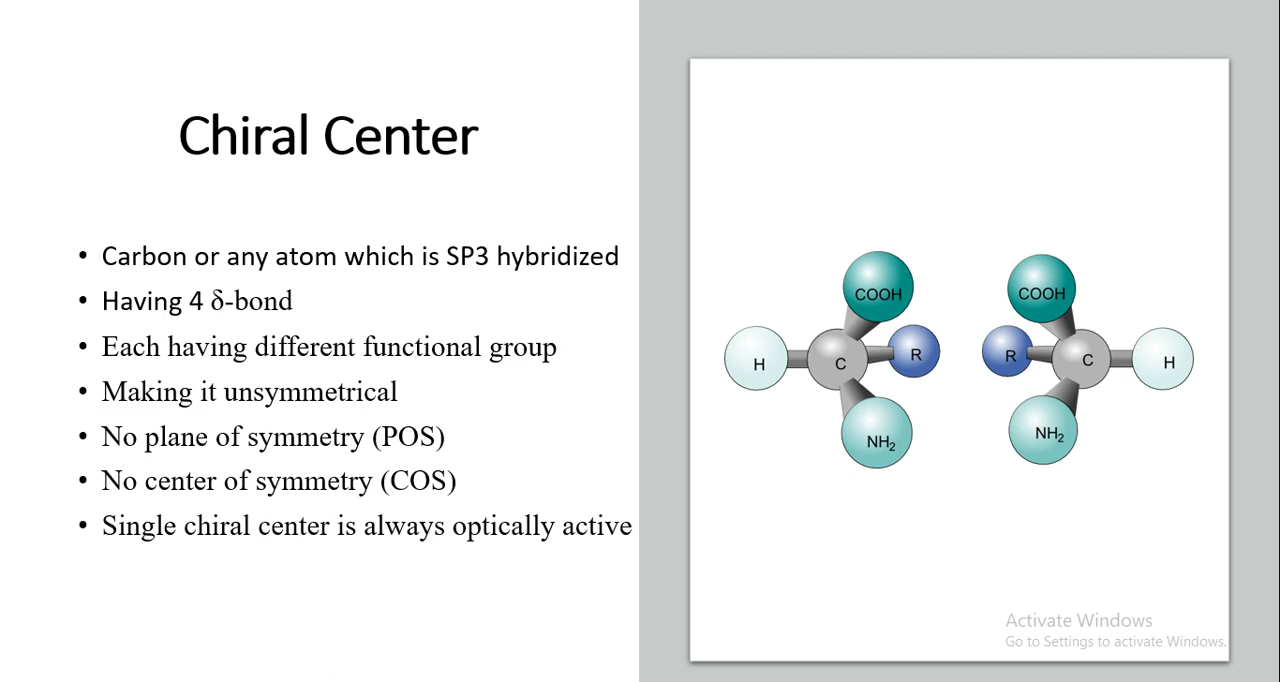 Chiral Center
• Carbon or any atom which is SP3 hybridized
• Having 4 δ-bond
• Each having different functional group
• Making it unsymmetrical
• No plane of symmetry (POS)
• No center of symmetry (COS)
• Single chiral center is always optically active
COOH
H
C
R
NH₂
COOH
R
C
H
NH₂
Activate Windows
Go to Settings to activate Windows.